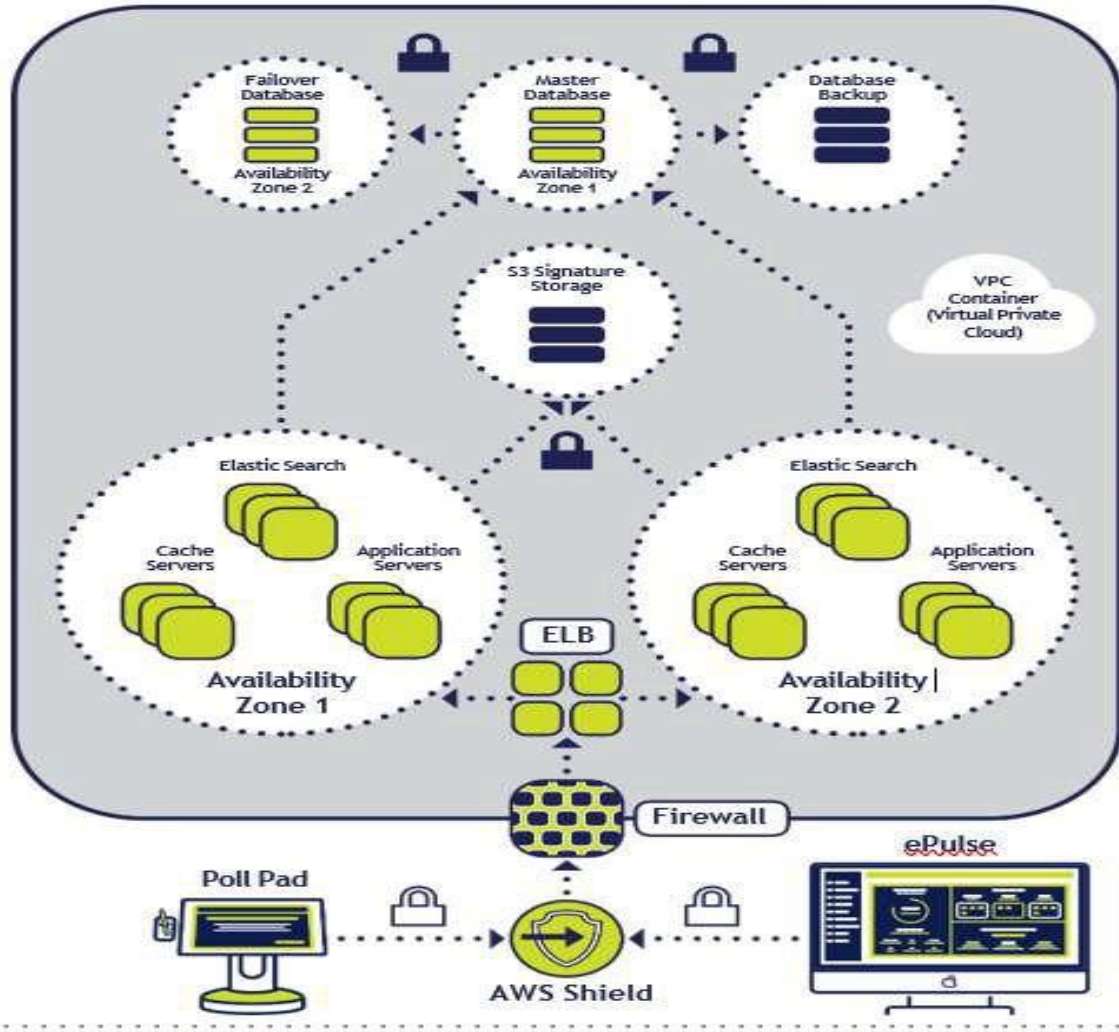 Failover
Database
Availability
Zone 2
Master
Database
Availability
Zone 1
Database
Backup
S3 Signature
Storage
VPC
Container
(Virtual Private
Cloud)
Elastic Search
Cache
Servers
Application
Servers
Availability
Zone 1
Elastic Search
Cache
Servers
Application
Servers
Availability
Zone 2
ELB
Firewall
Poll Pad
ePulse
AWS Shield